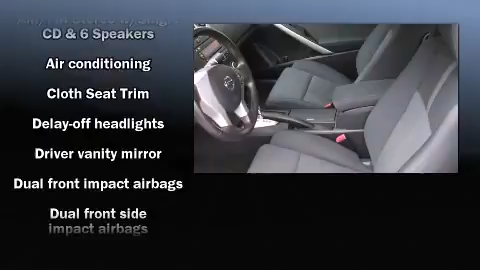 CD & 6 Speakers
Air conditioning
Cloth Seat Trim
Delay-off headlights
Driver vanity mirror
Dual front impact airbags
Dual front side
impact airbags